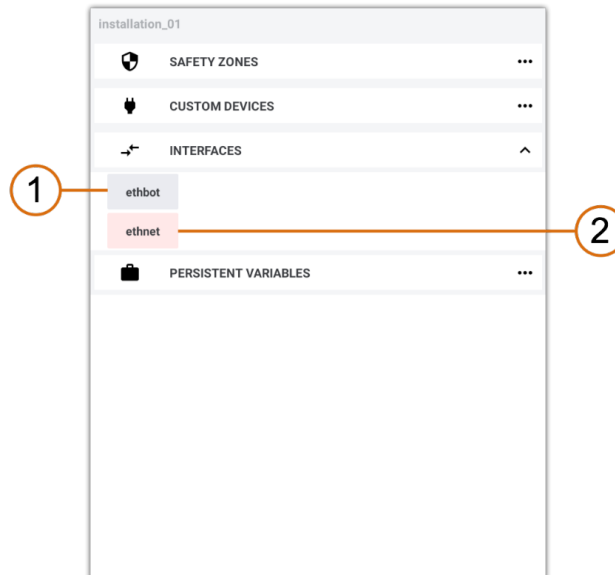 installation_01
SAFETY ZONES
CUSTOM DEVICES
INTERFACES
1
ethbot
ethnet
2
PERSISTENT VARIABLES